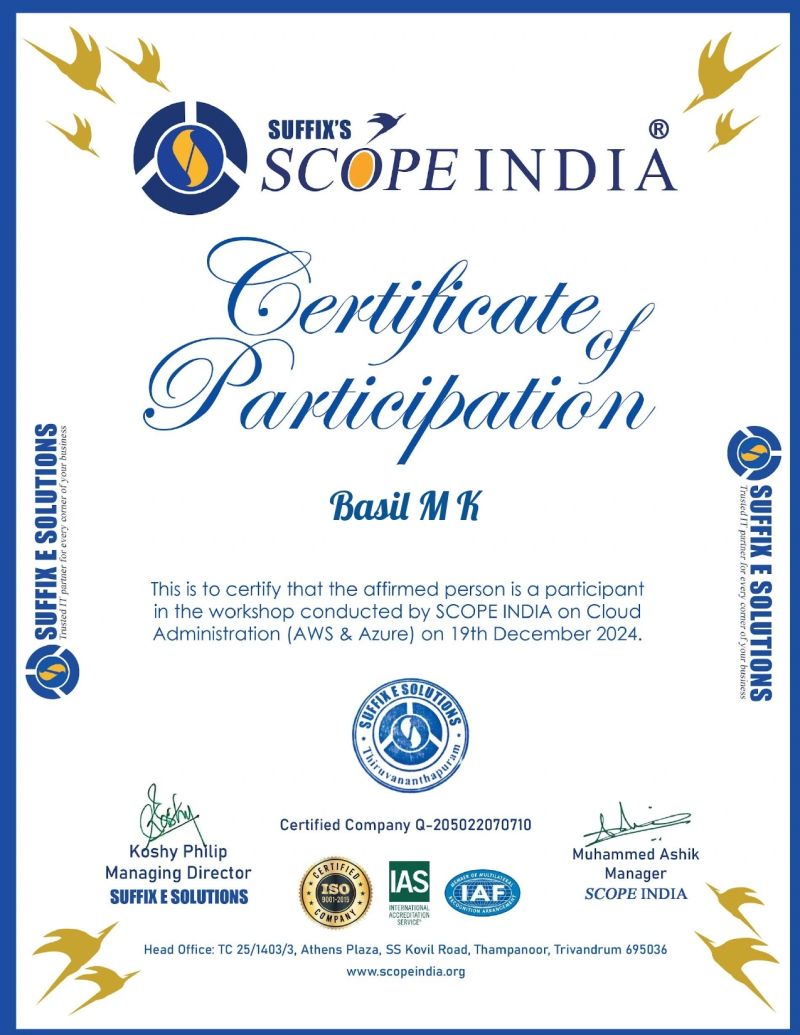 SUFFIX'S
SCOPE INDIA ®
Certificate of
Participation
Basil M K
This is to certify that the affirmed person is a participant
in the workshop conducted by SCOPE INDIA on Cloud
Administration (AWS & Azure) on 19th December 2024.
SUFFIX E SOLUTIONS
Trusted IT partner for every corner of your business
SUFFIX E SOLUTIONS
Trusted IT partner for every corner of your business
SUFFIX E SOLUTIONS
Thiruvananthapuram
Koshy
Koshy Philip
Managing Director
SUFFIX E SOLUTIONS
Certified Company Q-205022070710
CERTIFIED
ISO
9001-2015
COMPANY
IAS
INTERNATIONAL
ACCREDITATION
SERVICE®
MEMBER OF MULTILATERAL
IAF
RECOGNITION ARRANGEMENT
Muhammed Ashik
Manager
SCOPE INDIA
Head Office: TC 25/1403/3, Athens Plaza, SS Kovil Road, Thampanoor, Trivandrum 695036
www.scopeindia.org